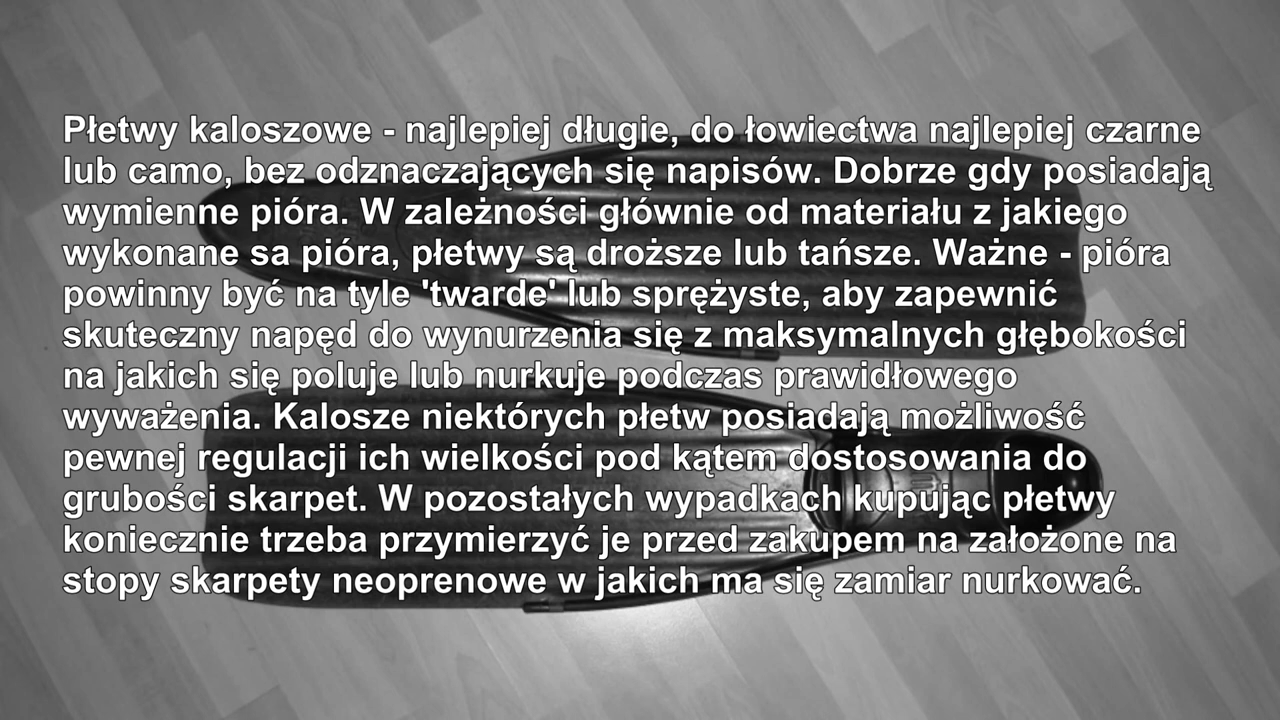 Płetwy kaloszowe - najlepiej długie, do łowiectwa najlepiej czarne
lub camo, bez odznaczających się napisów. Dobrze gdy posiadają
wymienne pióra. W zależności głównie od materiału z jakiego
wykonane sa pióra, płetwy są droższe lub tańsze. Ważne - pióra
powinny być na tyle 'twarde' lub sprężyste, aby zapewnić
skuteczny napęd do wynurzenia się z maksymalnych głębokości
na jakich się poluje lub nurkuje podczas prawidłowego
wyważenia. Kalosze niektórych płetw posiadają możliwość
pewnej regulacji ich wielkości pod kątem dostosowania do
grubości skarpet. W pozostałych wypadkach kupując płetwy
koniecznie trzeba przymierzyć je przed zakupem na założone na
stopy skarpety neoprenowe w jakich ma się zamiar nurkować.